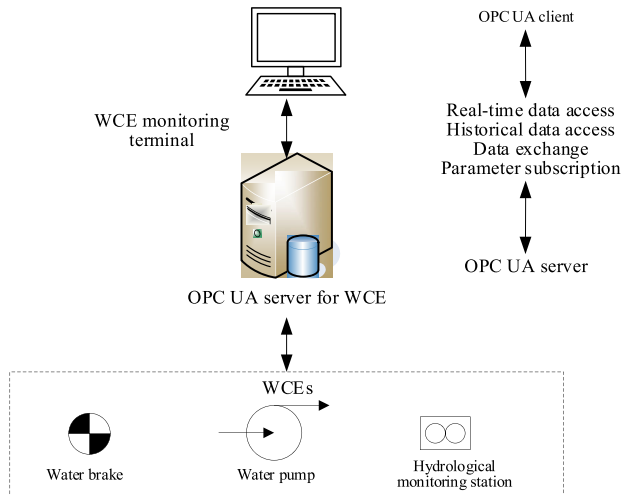 OPC UA client
WCE monitoring
terminal
Real-time data access
Historical data access
Data exchange
Parameter subscription
OPC UA server
OPC UA server for WCE
WCEs
Water brake
Water pump
Hydrological
monitoring station